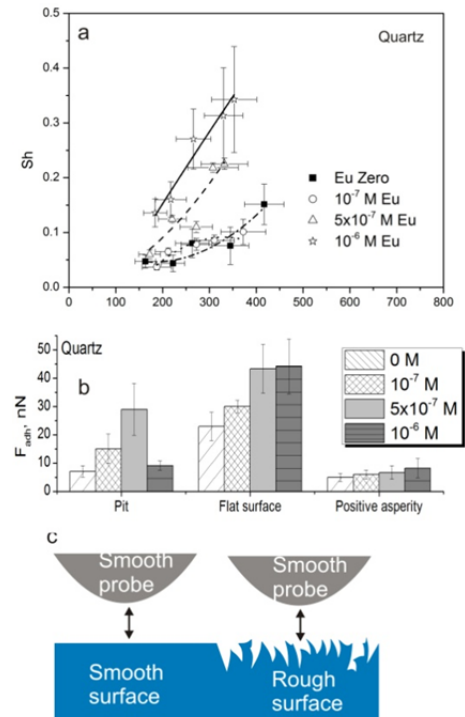 a
Quartz
0.5
0.4
0.3
0.2
0.1
0.0
Sh
Eu Zero
10⁻⁷ M Eu
5x10⁻⁷ M Eu
10⁻⁶ M Eu
0 100 200 300 400 500 600 700 800
Quartz
b
50
40
30
20
10
0
F_adh, nN
0 M
10⁻⁷ M
5x10⁻⁷ M
10⁻⁶ M
Pit Flat surface Positive asperity
c
Smooth probe
Smooth probe
Smooth surface
Rough surface